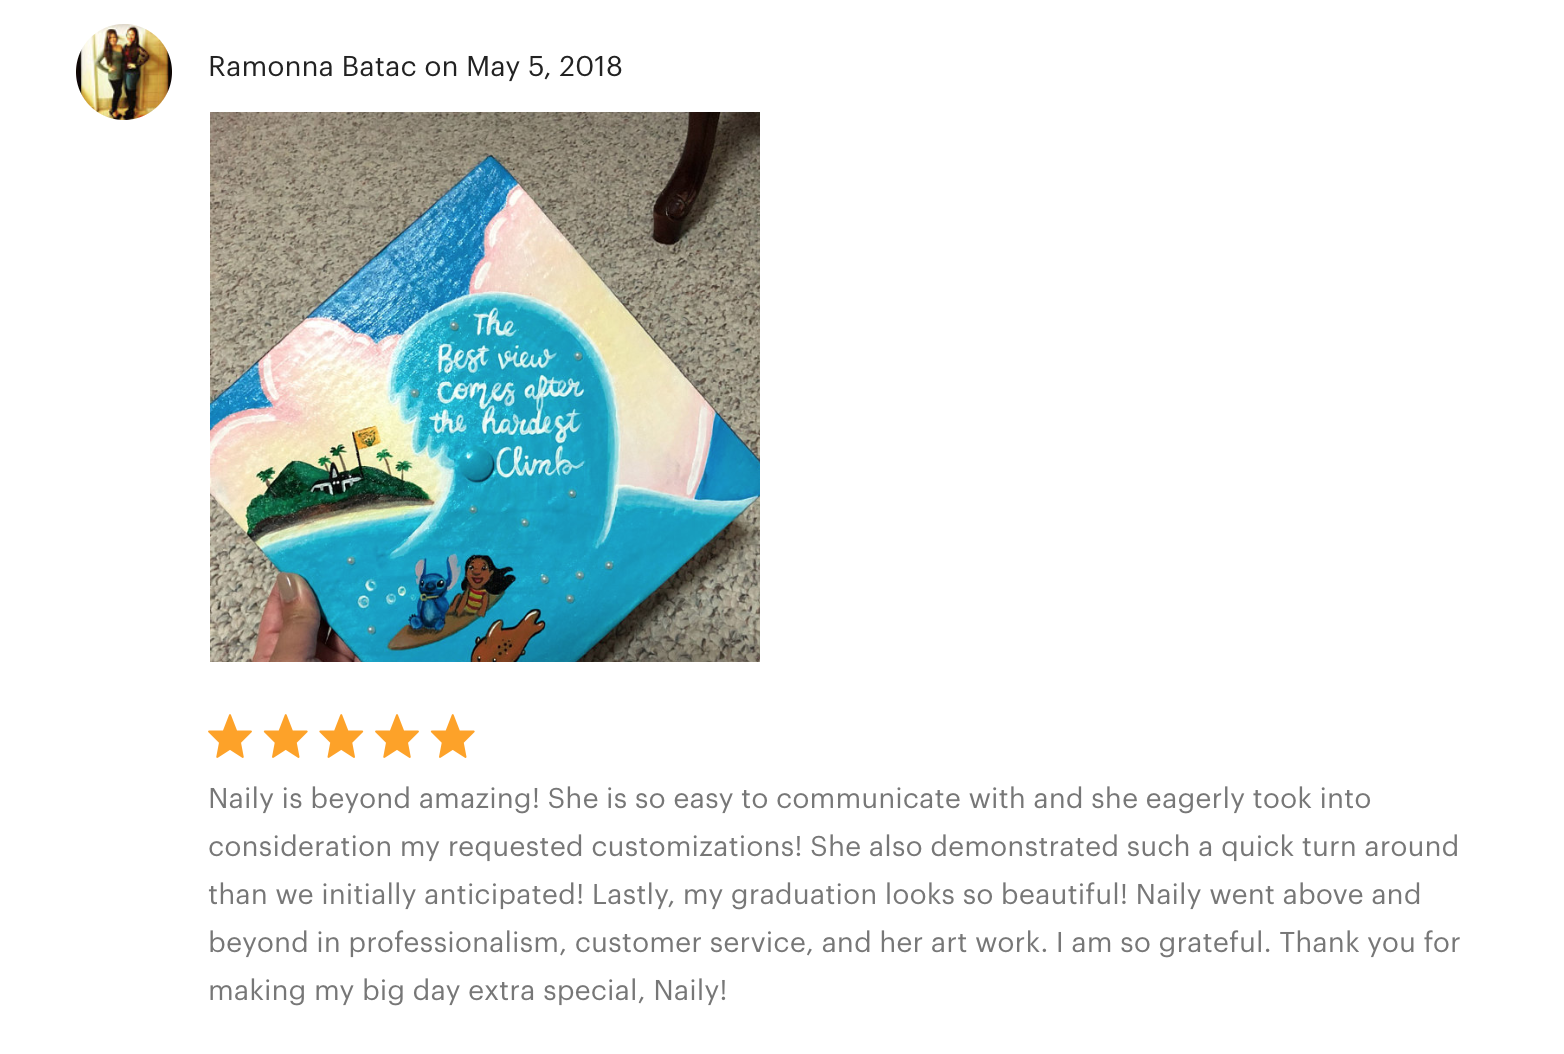 Ramonna Batac on May 5, 2018
The
Best view
comes after
the hardest
Climb
Naily is beyond amazing! She is so easy to communicate with and she eagerly took into
consideration my requested customizations! She also demonstrated such a quick turn around
than we initially anticipated! Lastly, my graduation looks so beautiful! Naily went above and
beyond in professionalism, customer service, and her art work. I am so grateful. Thank you for
making my big day extra special, Naily!